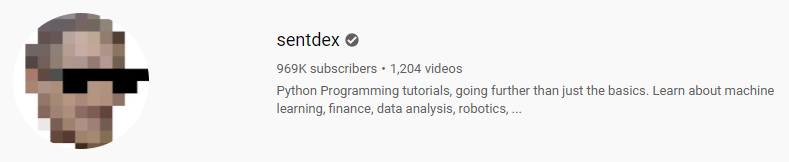 sentdex
969K subscribers • 1,204 videos
Python Programming tutorials, going further than just the basics. Learn about machine
learning, finance, data analysis, robotics, ...